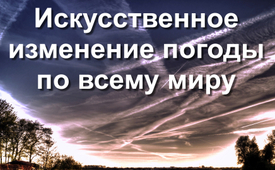 Искусственное
изменение погоды
по всему миру